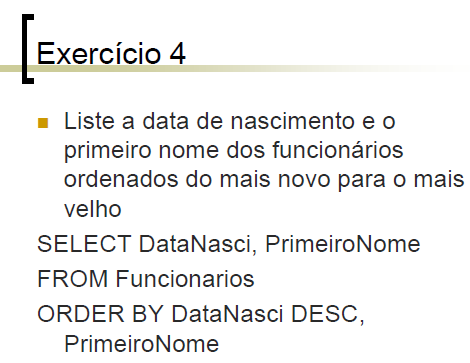 Exercício 4
Liste a data de nascimento e o
primeiro nome dos funcionários
ordenados do mais novo para o mais
velho
SELECT DataNasci, PrimeiroNome
FROM Funcionarios
ORDER BY DataNasci DESC,
PrimeiroNome